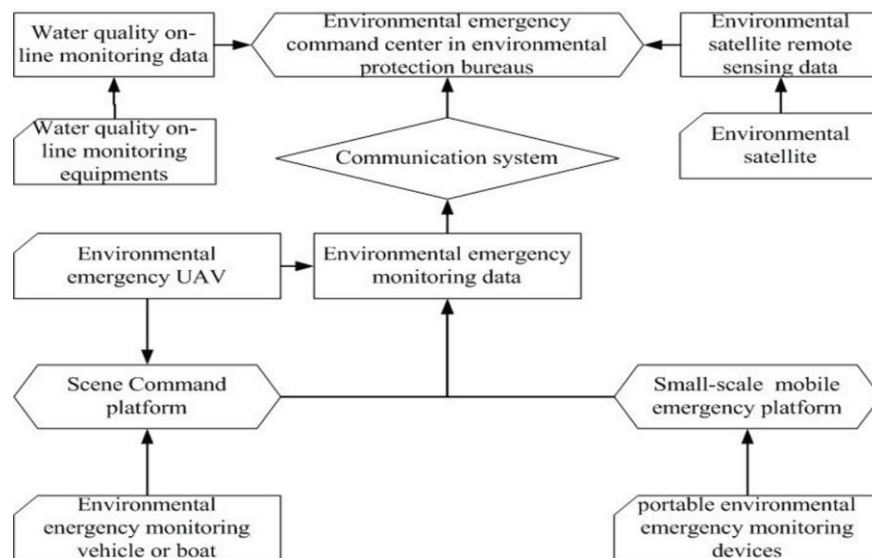 Water quality on-
line monitoring data
Environmental emergency
command center in environmental
protection bureaus
Environmental
satellite remote
sensing data
Water quality on-
line monitoring
equipments
Communication system
Environmental
satellite
Environmental
emergency UAV
Environmental emergency
monitoring data
Scene Command
platform
Small-scale mobile
emergency platform
Environmental
energency monitoring
vehicle or boat
portable environmental
emergency monitoring
devices